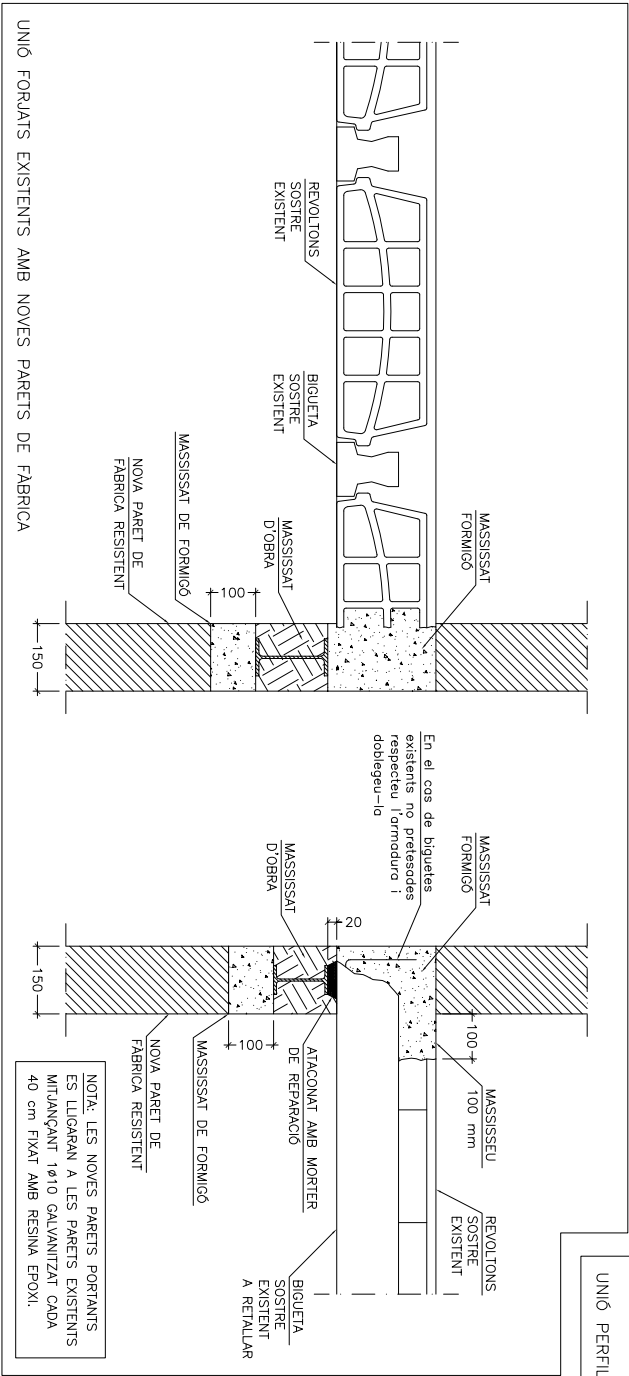 UNIÓ PERFIL
MASSISSAT
FORMIGÓ
REVOLTONS
SOSTRE
EXISTENT
BIGUETA
SOSTRE
EXISTENT
MASSISSAT
D'OBRA
100
MASSISSAT DE FORMIGÓ
NOVA PARET DE
FÀBRICA RESISTENT
150
MASSISSAT
FORMIGÓ
En el cas de biguetes
existents no pretesades
respecteu l'armadura i
doblegeu-la
100
MASSISSEU
100 mm
REVOLTONS
SOSTRE
EXISTENT
20
MASSISSAT
D'OBRA
ATACONAT AMB MORTER
DE REPARACIÓ
BIGUETA
SOSTRE
EXISTENT
A RETALLAR
100
MASSISSAT DE FORMIGÓ
NOVA PARET DE
FÀBRICA RESISTENT
150
NOTA: LES NOVES PARETS PORTANTS
ES LLIGARAN A LES PARETS EXISTENTS
MITJANÇANT 1Ø10 GALVANITZAT CADA
40 cm FIXAT AMB RESINA EPOXI.
UNIÓ FORJATS EXISTENTS AMB NOVES PARETS DE FÀBRICA